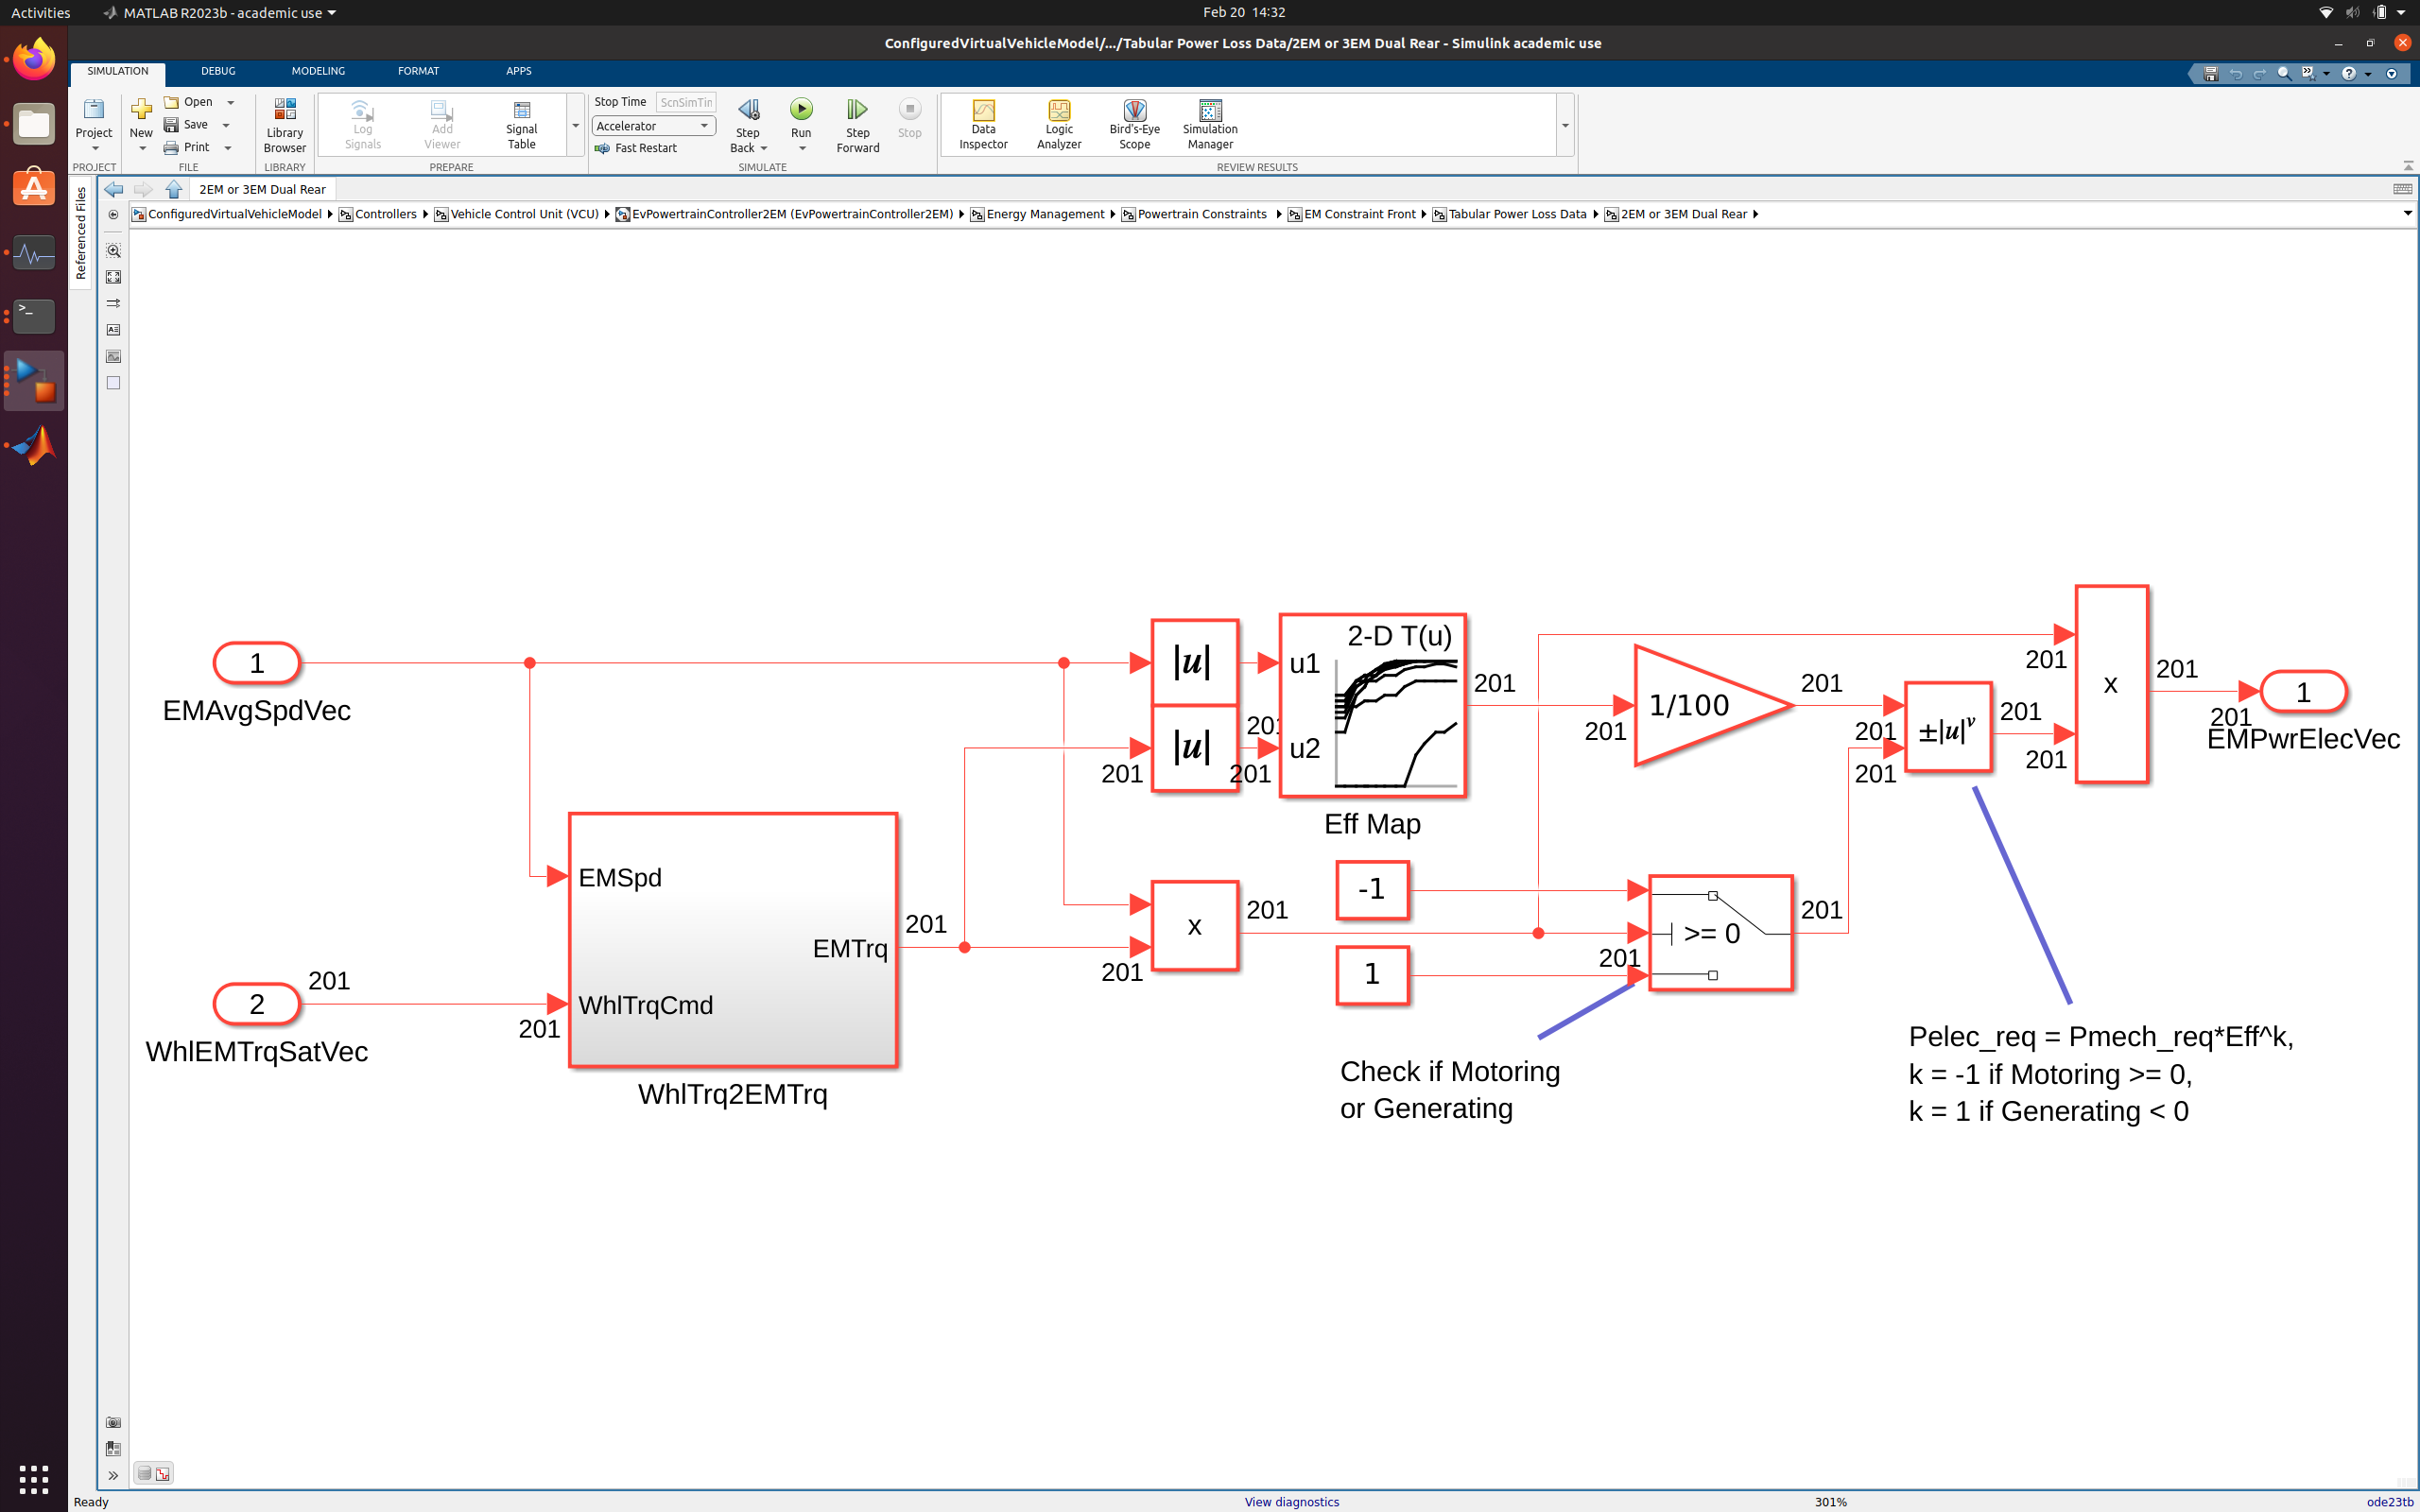 Activities
MATLAB R2023b - academic use
Feb 20 14:32
ConfiguredVirtualVehicleModel/.../Tabular Power Loss Data/2EM or 3EM Dual Rear - Simulink academic use
SIMULATION
DEBUG
MODELING
FORMAT
APPS
Project
New
Open
Save
Print
Library Browser
Log Signals
Add Viewer
Signal Table
Stop Time
ScnSimTin
Accelerator
Fast Restart
Step Back
Run
Step Forward
Stop
Data Inspector
Logic Analyzer
Bird's-Eye Scope
Simulation Manager
PROJECT
FILE
LIBRARY
PREPARE
SIMULATE
REVIEW RESULTS
Referenced Files
2EM or 3EM Dual Rear
ConfiguredVirtualVehicleModel
Controllers
Vehicle Control Unit (VCU)
EvPowertrainController2EM (EvPowertrainController2EM)
Energy Management
Powertrain Constraints
EM Constraint Front
Tabular Power Loss Data
2EM or 3EM Dual Rear
1
EMAvgSpdVec
2
201
201
WhlEMTrqSatVec
EMSpd
EMTrq
WhlTrqCmd
WhlTrq2EMTrq
201
|u|
|u|
201
201
201
2-D T(u)
u1
u2
Eff Map
201
201
1/100
201
201
201
±|u|ᵛ
201
201
201
x
201
201
1
EMPwrElecVec
x
201
201
-1
1
201
>= 0
201
Check if Motoring
or Generating
Pelec_req = Pmech_req*Eff^k,
k = -1 if Motoring >= 0,
k = 1 if Generating < 0
Ready
View diagnostics
301%
ode23tb